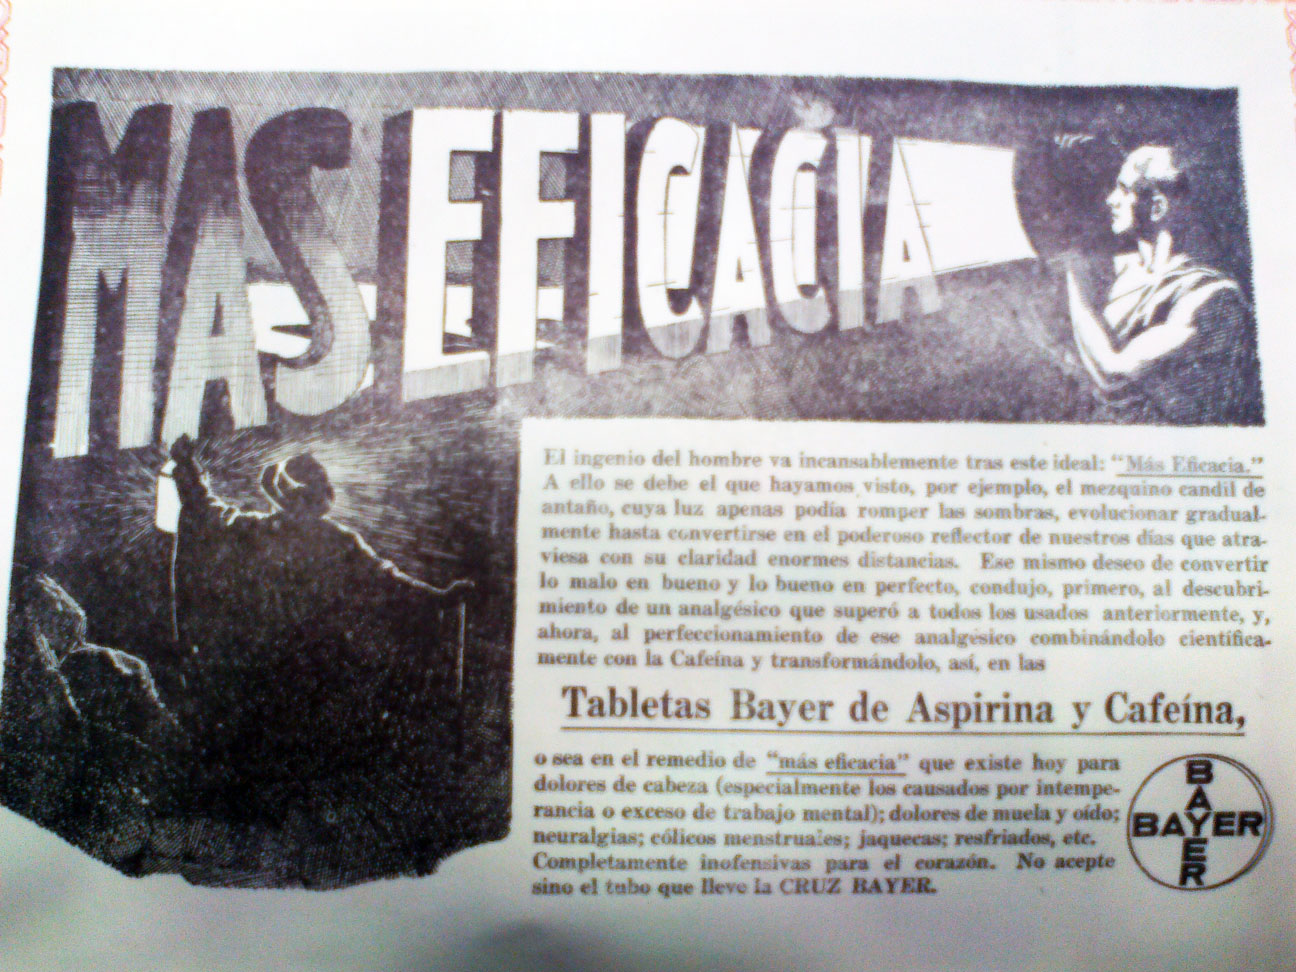 MAS EFICACIA
El ingenio del hombre va incansablemente tras este ideal: "Más Eficacia."
A ello se debe el que hayamos visto, por ejemplo, el mezquino candil de
antaño, cuya luz apenas podía romper las sombras, evolucionar gradual-
mente hasta convertirse en el poderoso reflector de nuestros días que atra-
viesa con su claridad enormes distancias. Ese mismo deseo de convertir
lo malo en bueno y lo bueno en perfecto, condujo, primero, al descubri-
miento de un analgésico que superó a todos los usados anteriormente, y,
ahora, al perfeccionamiento de ese analgésico combinándolo científica-
mente con la Cafeína y transformándolo, así, en las
Tabletas Bayer de Aspirina y Cafeína,
o sea en el remedio de "más eficacia" que existe hoy para
dolores de cabeza (especialmente los causados por intempe-
rancia o exceso de trabajo mental); dolores de muela y oído;
neuralgias; cólicos menstruales; jaquecas; resfriados, etc.
Completamente inofensivas para el corazón. No acepte
sino el tubo que lleve la CRUZ BAYER.
BAYER
BAYER